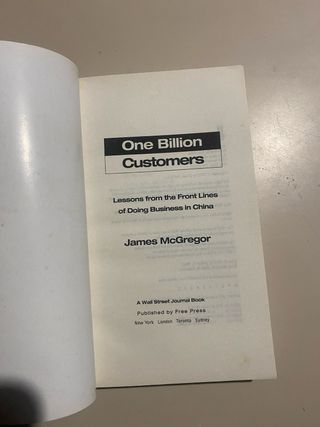 One Billion
Customers
Lessons from the Front Lines
of Doing Business in China
James McGregor
A Wall Street Journal Book
Published by Free Press
New York London Toronto Sydney